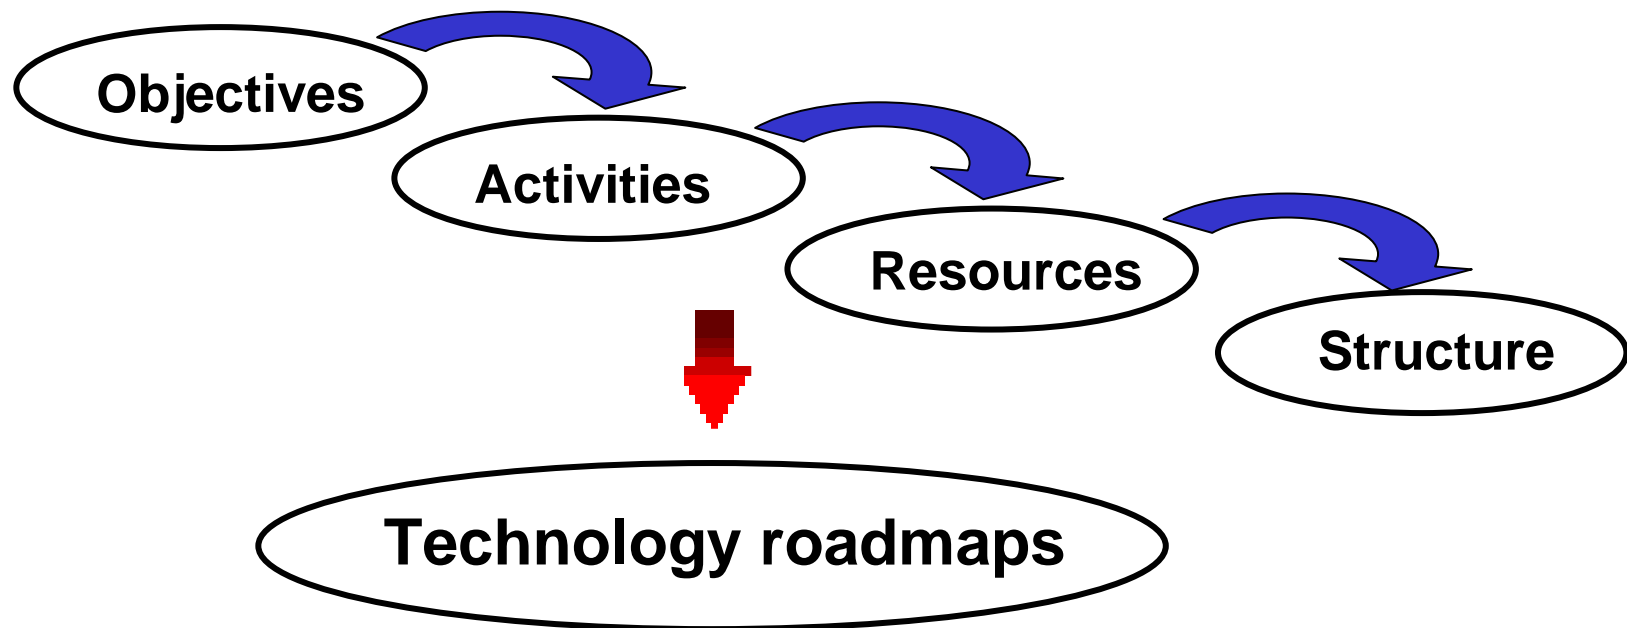 Objectives
Activities
Resources
Structure
Technology roadmaps